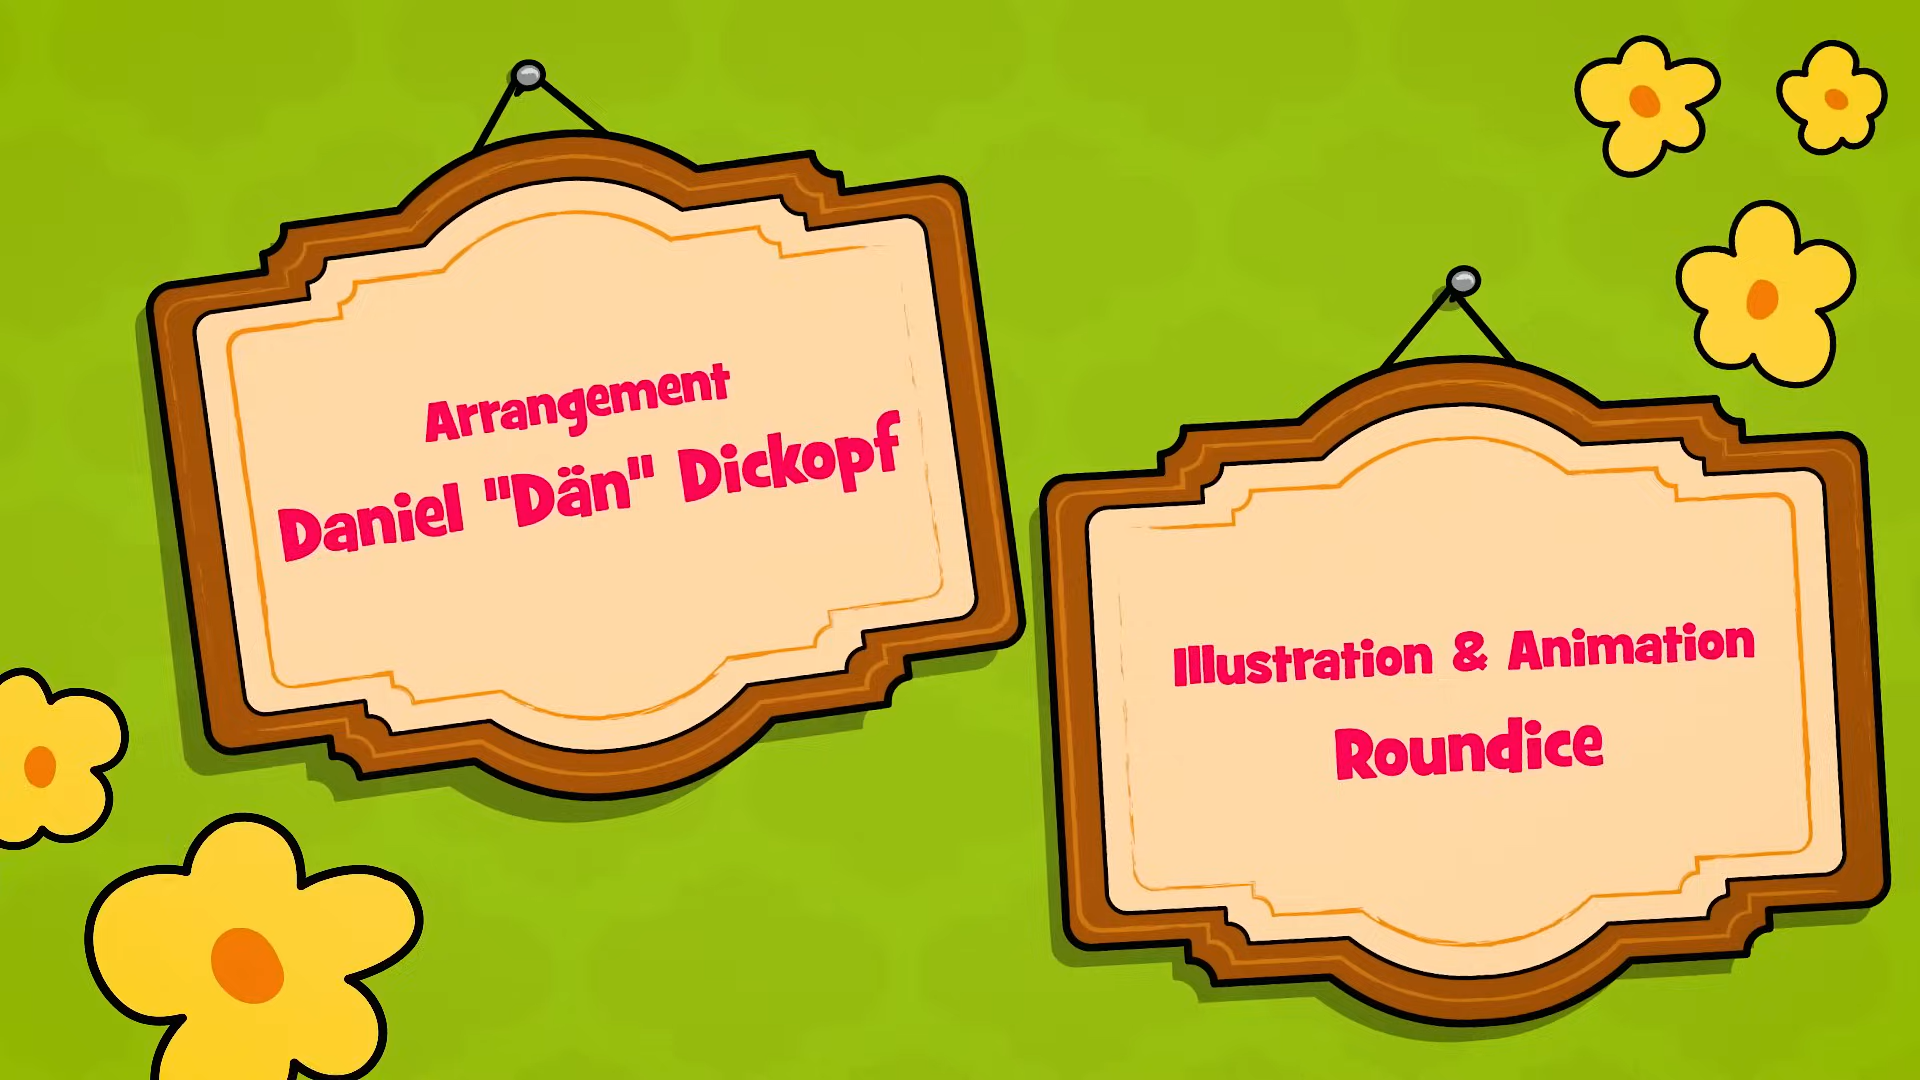 Arrangement
Daniel "Dän" Dickopf
Illustration & Animation
Roundice